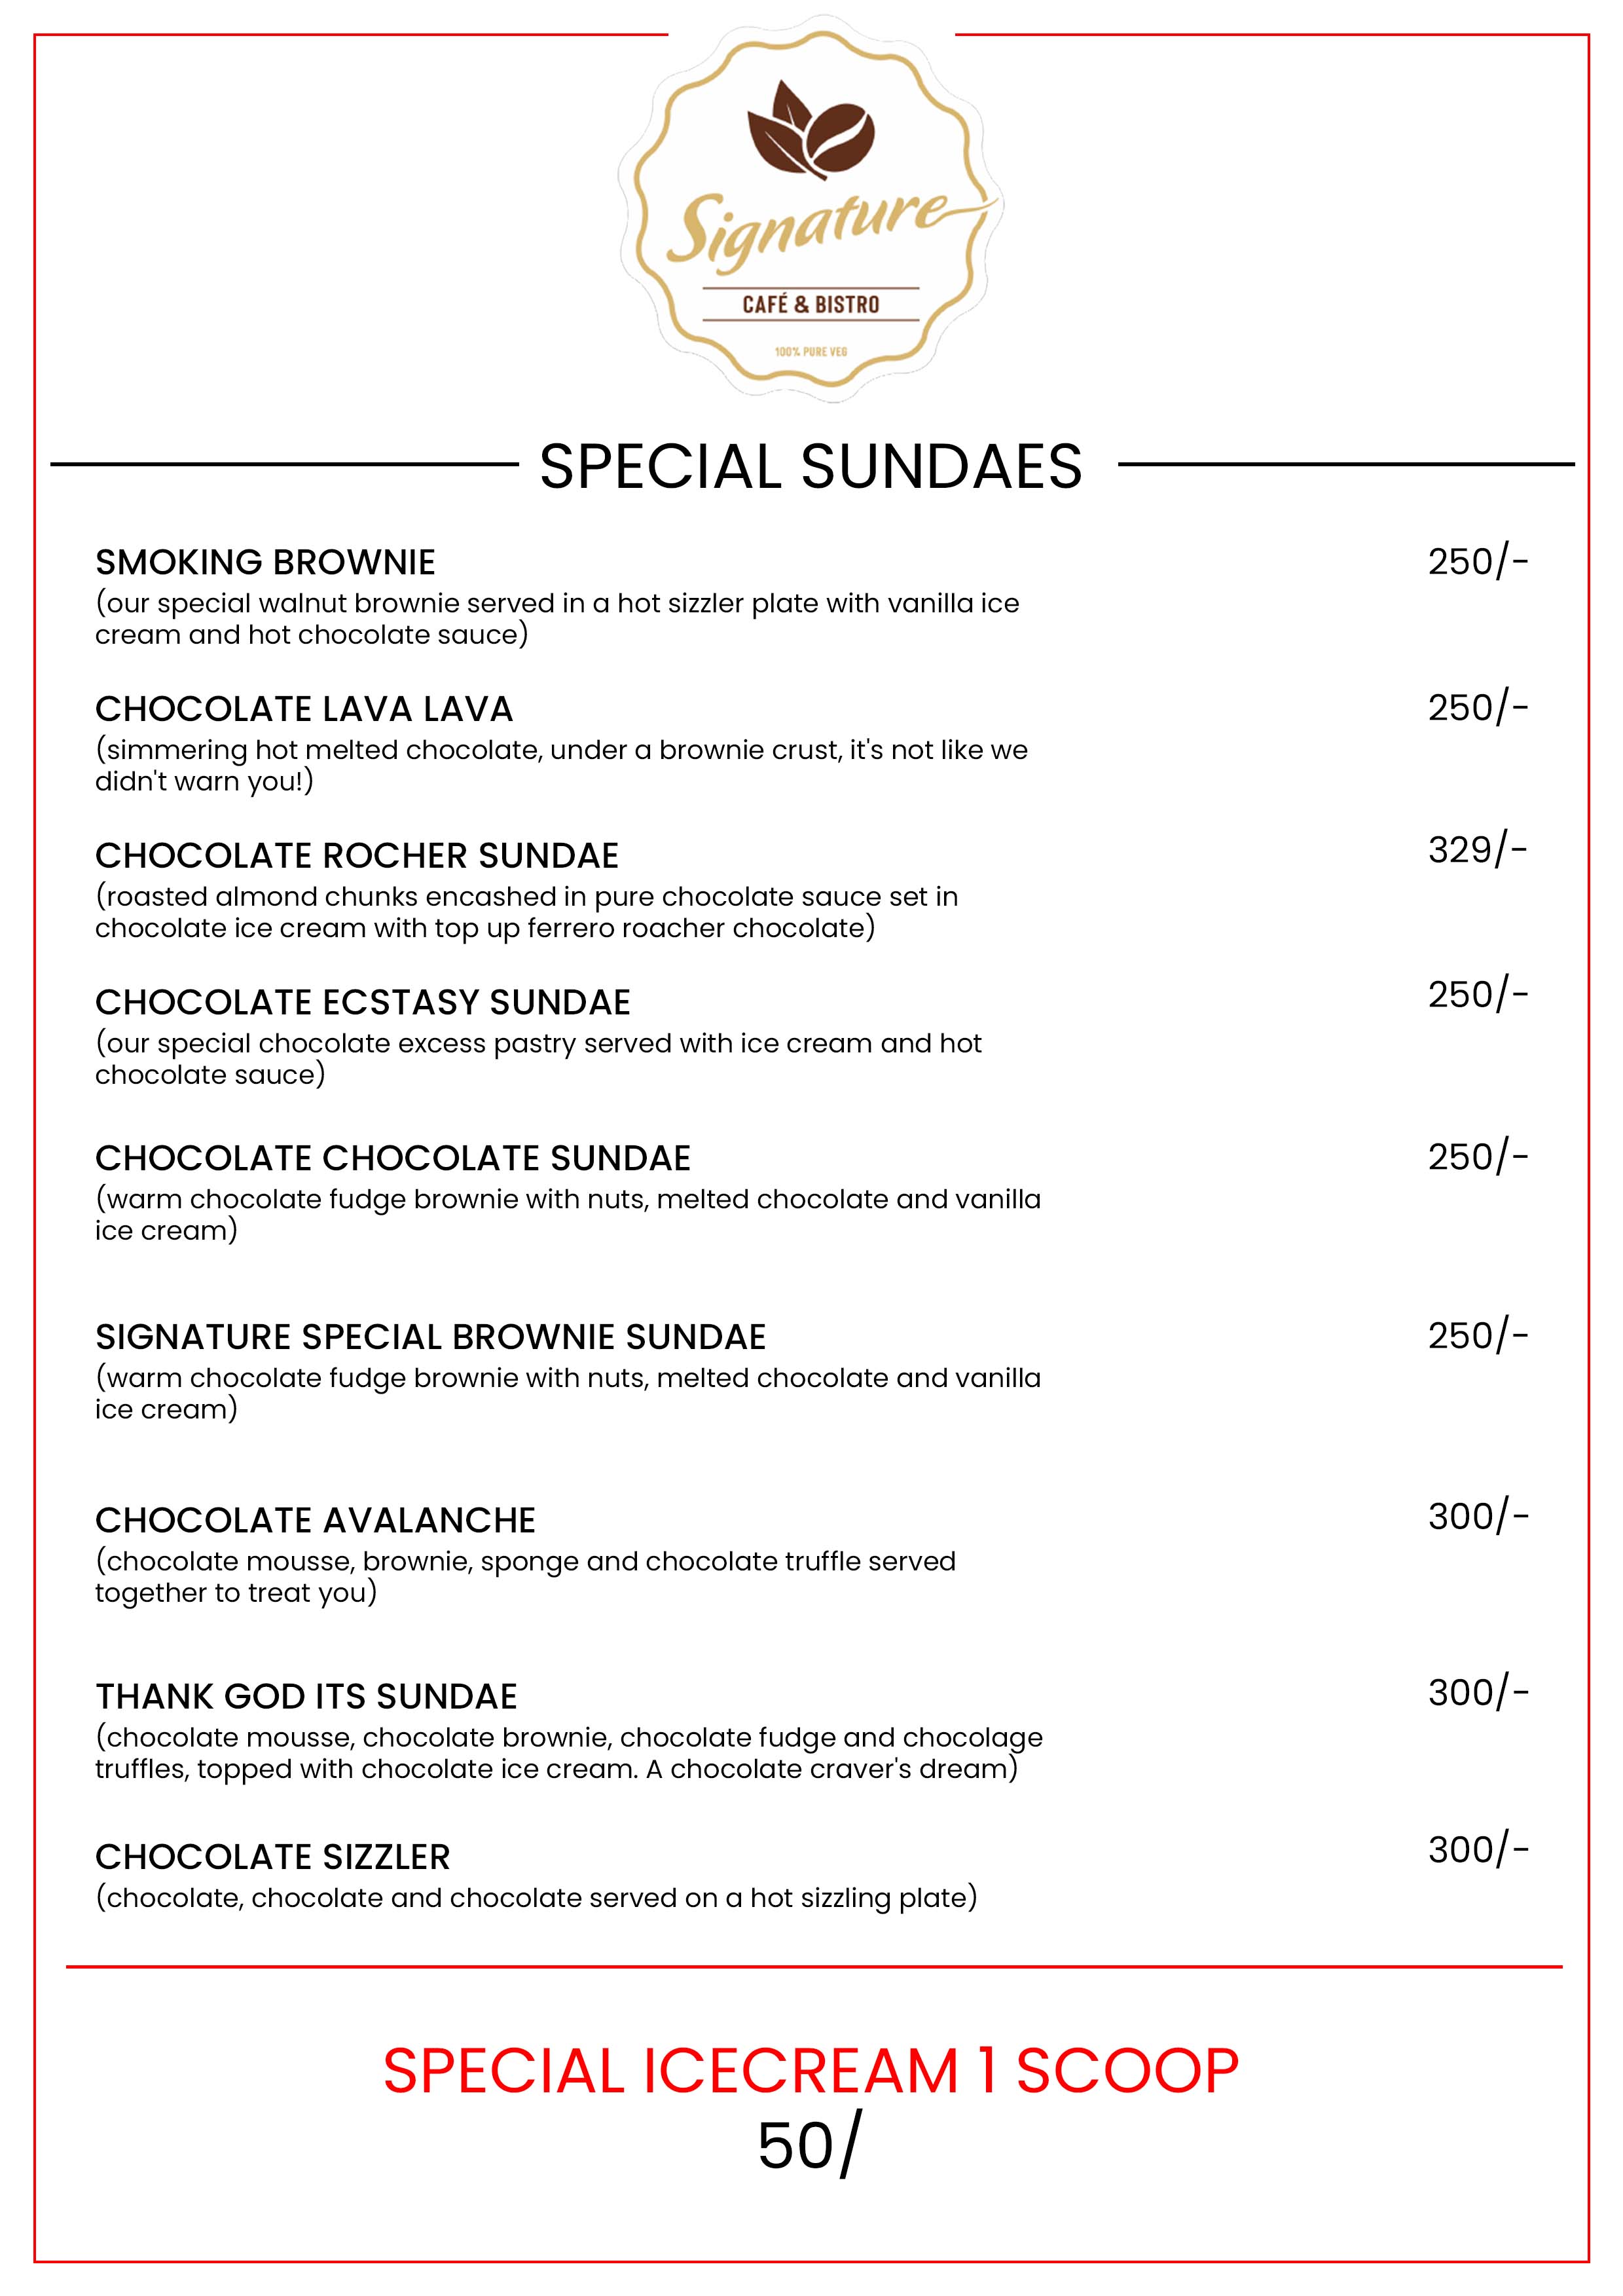 Signature
CAFÉ & BISTRO
100% PURE VEG
SPECIAL SUNDAES
SMOKING BROWNIE 250/-
(our special walnut brownie served in a hot sizzler plate with vanilla ice
cream and hot chocolate sauce)
CHOCOLATE LAVA LAVA 250/-
(simmering hot melted chocolate, under a brownie crust, it's not like we
didn't warn you!)
CHOCOLATE ROCHER SUNDAE 329/-
(roasted almond chunks encashed in pure chocolate sauce set in
chocolate ice cream with top up ferrero roacher chocolate)
CHOCOLATE ECSTASY SUNDAE 250/-
(our special chocolate excess pastry served with ice cream and hot
chocolate sauce)
CHOCOLATE CHOCOLATE SUNDAE 250/-
(warm chocolate fudge brownie with nuts, melted chocolate and vanilla
ice cream)
SIGNATURE SPECIAL BROWNIE SUNDAE 250/-
(warm chocolate fudge brownie with nuts, melted chocolate and vanilla
ice cream)
CHOCOLATE AVALANCHE 300/-
(chocolate mousse, brownie, sponge and chocolate truffle served
together to treat you)
THANK GOD ITS SUNDAE 300/-
(chocolate mousse, chocolate brownie, chocolate fudge and chocolage
truffles, topped with chocolate ice cream. A chocolate craver's dream)
CHOCOLATE SIZZLER 300/-
(chocolate, chocolate and chocolate served on a hot sizzling plate)
SPECIAL ICECREAM 1 SCOOP
50/